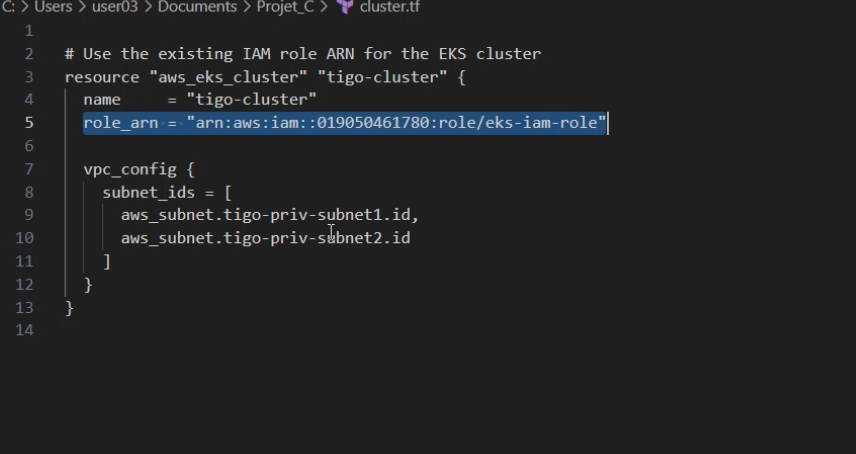 C: > Users > user03 > Documents > Projet_C > cluster.tf
1
2 # Use the existing IAM role ARN for the EKS cluster
3 resource "aws_eks_cluster" "tigo-cluster" {
4 name = "tigo-cluster"
5 role_arn = "arn:aws:iam::019050461780:role/eks-iam-role"
6
7 vpc_config {
8 subnet_ids = [
9 aws_subnet.tigo-priv-subnet1.id,
10 aws_subnet.tigo-priv-subnet2.id
11 ]
12 }
13 }
14